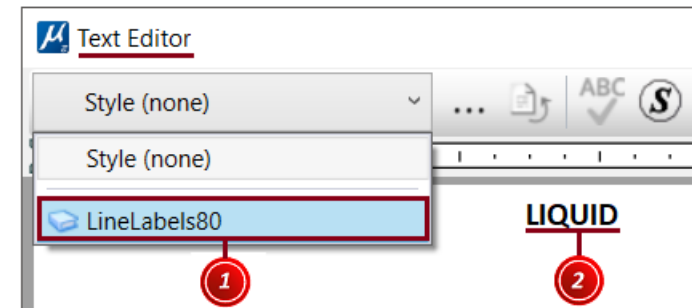 μ Text Editor
Style (none) ... ABC S
Style (none)
LineLabels80
LIQUID
1
2